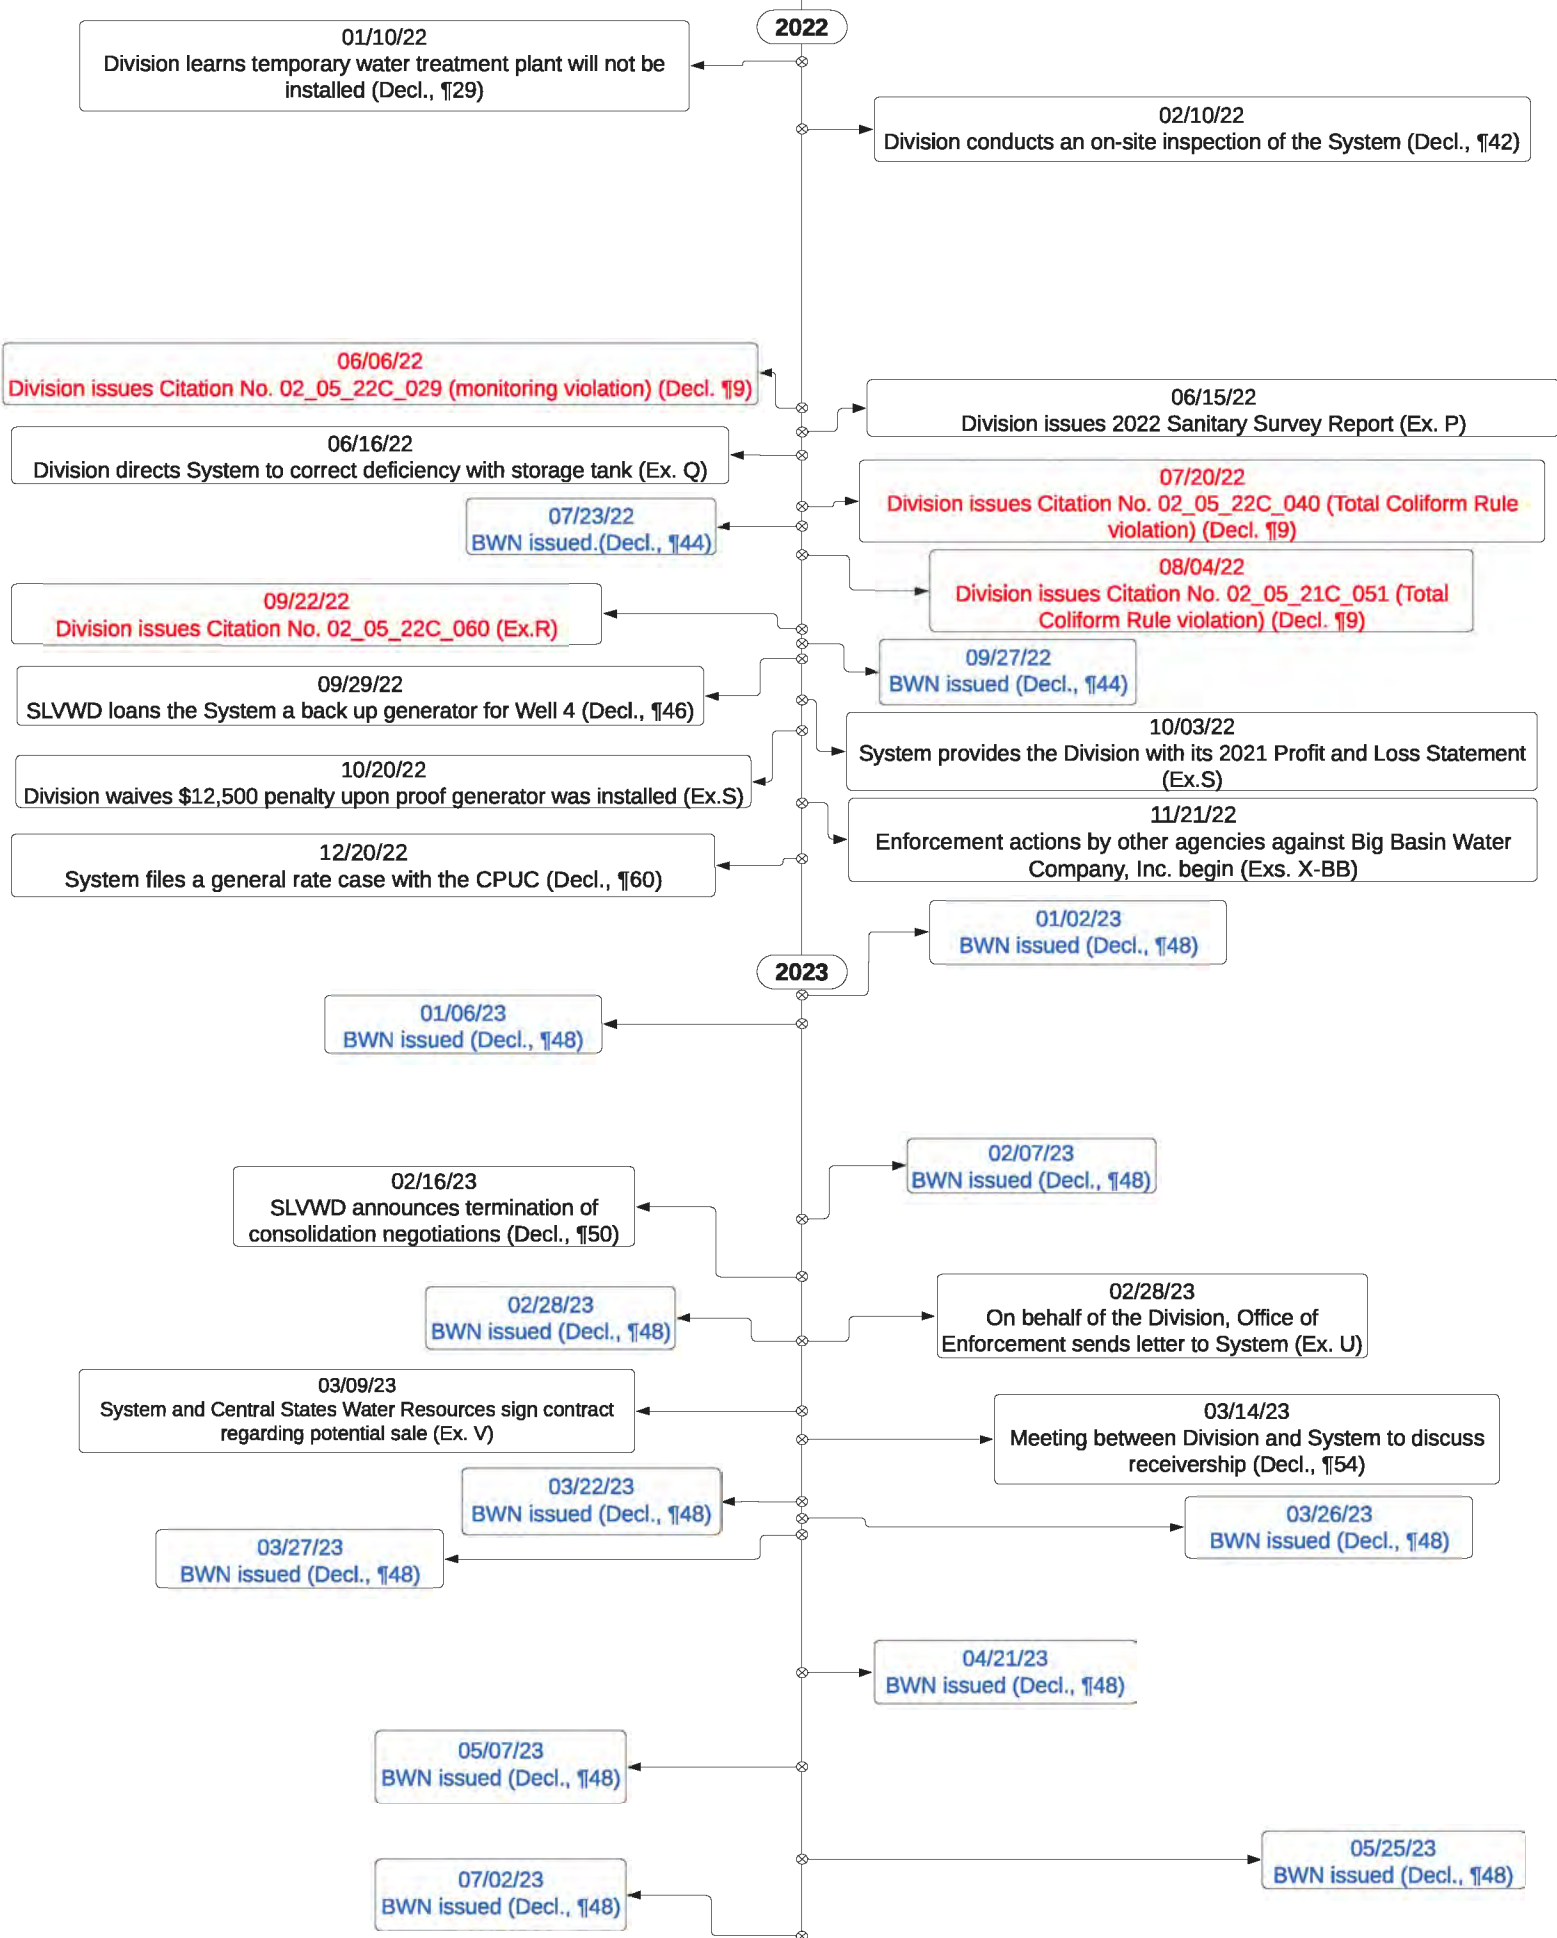 2022
01/10/22
Division learns temporary water treatment plant will not be
installed (Decl., ¶29)
02/10/22
Division conducts an on-site inspection of the System (Decl., ¶42)
06/06/22
Division issues Citation No. 02_05_22C_029 (monitoring violation) (Decl. ¶9)
06/15/22
Division issues 2022 Sanitary Survey Report (Ex. P)
06/16/22
Division directs System to correct deficiency with storage tank (Ex. Q)
07/20/22
Division issues Citation No. 02_05_22C_040 (Total Coliform Rule
violation) (Decl. ¶9)
07/23/22
BWN issued.(Decl., ¶44)
08/04/22
Division issues Citation No. 02_05_21C_051 (Total
Coliform Rule violation) (Decl. ¶9)
09/22/22
Division issues Citation No. 02_05_22C_060 (Ex.R)
09/27/22
BWN issued (Decl., ¶44)
09/29/22
SLVWD loans the System a back up generator for Well 4 (Decl., ¶46)
10/03/22
System provides the Division with its 2021 Profit and Loss Statement
(Ex.S)
10/20/22
Division waives $12,500 penalty upon proof generator was installed (Ex.S)
11/21/22
Enforcement actions by other agencies against Big Basin Water
Company, Inc. begin (Exs. X-BB)
12/20/22
System files a general rate case with the CPUC (Decl., ¶60)
01/02/23
BWN issued (Decl., ¶48)
2023
01/06/23
BWN issued (Decl., ¶48)
02/07/23
BWN issued (Decl., ¶48)
02/16/23
SLVWD announces termination of
consolidation negotiations (Decl., ¶50)
02/28/23
BWN issued (Decl., ¶48)
02/28/23
On behalf of the Division, Office of
Enforcement sends letter to System (Ex. U)
03/09/23
System and Central States Water Resources sign contract
regarding potential sale (Ex. V)
03/14/23
Meeting between Division and System to discuss
receivership (Decl., ¶54)
03/22/23
BWN issued (Decl., ¶48)
03/26/23
BWN issued (Decl., ¶48)
03/27/23
BWN issued (Decl., ¶48)
04/21/23
BWN issued (Decl., ¶48)
05/07/23
BWN issued (Decl., ¶48)
05/25/23
BWN issued (Decl., ¶48)
07/02/23
BWN issued (Decl., ¶48)